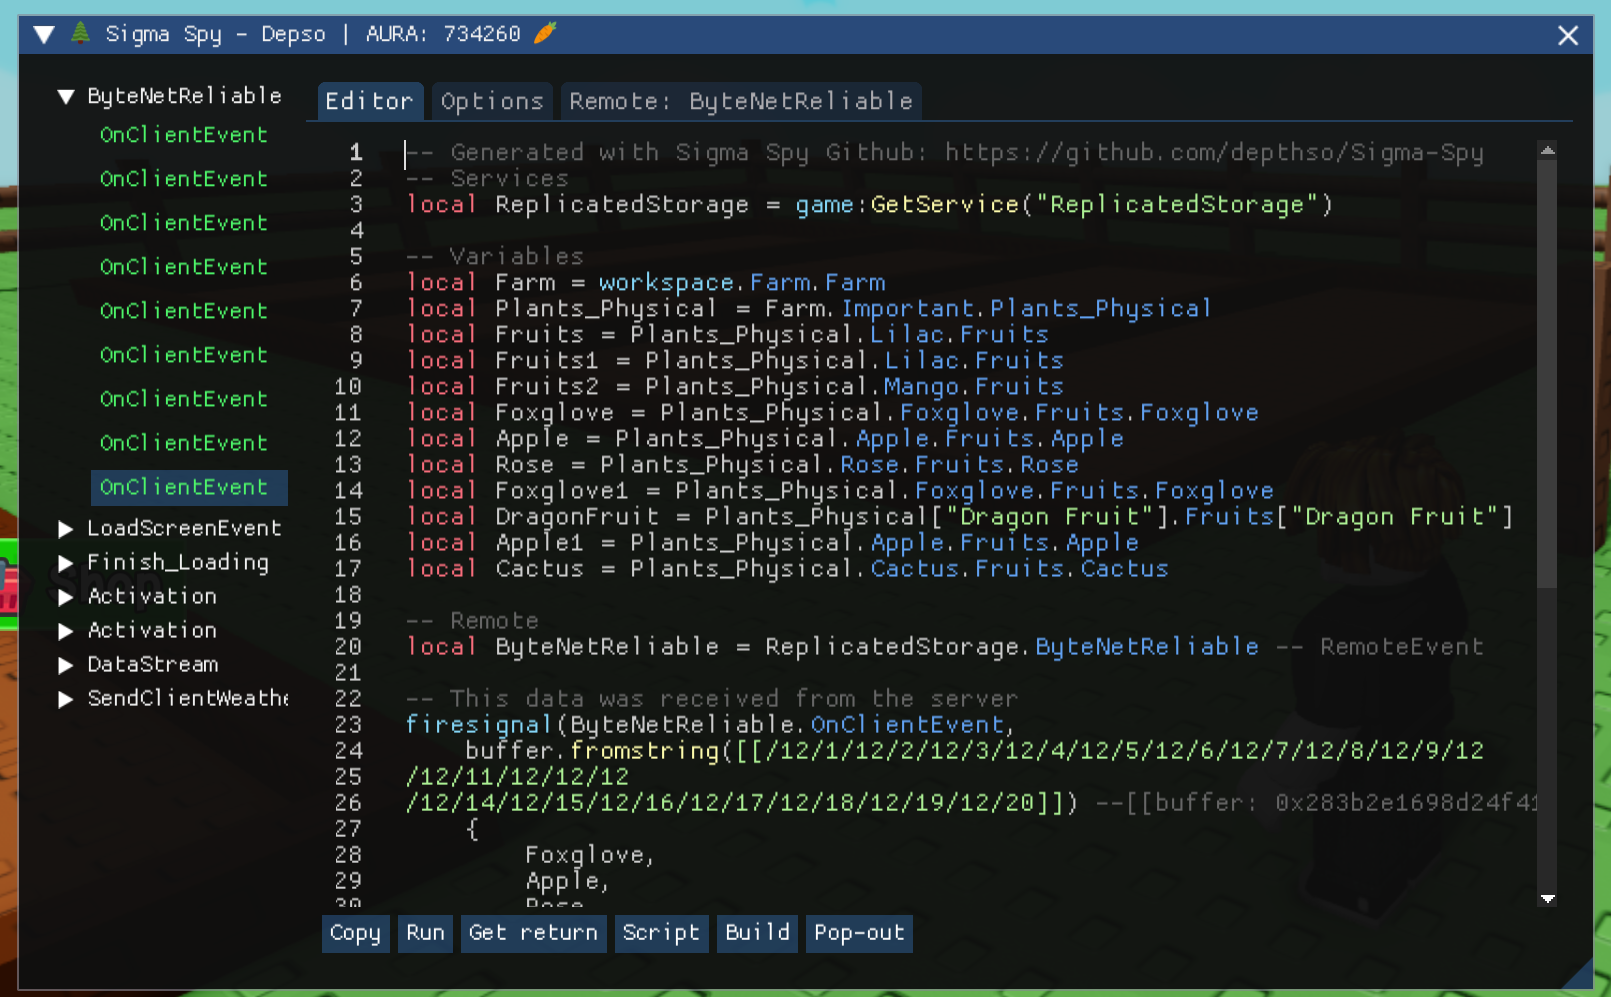 ▼ 🌲 Sigma Spy - Depso | AURA: 734260 🥕
▼ ByteNetReliable
OnClientEvent
OnClientEvent
OnClientEvent
OnClientEvent
OnClientEvent
OnClientEvent
OnClientEvent
OnClientEvent
OnClientEvent
▶ LoadScreenEvent
▶ Finish_Loading
▶ Activation
▶ Activation
▶ DataStream
▶ SendClientWeathe
Shop
Editor Options Remote: ByteNetReliable
1 -- Generated with Sigma Spy Github: https://github.com/depthso/Sigma-Spy
2 -- Services
3 local ReplicatedStorage = game:GetService("ReplicatedStorage")
4
5 -- Variables
6 local Farm = workspace.Farm.Farm
7 local Plants_Physical = Farm.Important.Plants_Physical
8 local Fruits = Plants_Physical.Lilac.Fruits
9 local Fruits1 = Plants_Physical.Lilac.Fruits
10 local Fruits2 = Plants_Physical.Mango.Fruits
11 local Foxglove = Plants_Physical.Foxglove.Fruits.Foxglove
12 local Apple = Plants_Physical.Apple.Fruits.Apple
13 local Rose = Plants_Physical.Rose.Fruits.Rose
14 local Foxglove1 = Plants_Physical.Foxglove.Fruits.Foxglove
15 local DragonFruit = Plants_Physical["Dragon Fruit"].Fruits["Dragon Fruit"]
16 local Apple1 = Plants_Physical.Apple.Fruits.Apple
17 local Cactus = Plants_Physical.Cactus.Fruits.Cactus
18
19 -- Remote
20 local ByteNetReliable = ReplicatedStorage.ByteNetReliable -- RemoteEvent
21
22 -- This data was received from the server
23 firesignal(ByteNetReliable.OnClientEvent,
24 buffer.fromstring([[/12/1/12/2/12/3/12/4/12/5/12/6/12/7/12/8/12/9/12
25 /12/11/12/12/12
26 /12/14/12/15/12/16/12/17/12/18/12/19/12/20]]) --[[buffer: 0x283b2e1698d24f41
27 {
28 Foxglove,
29 Apple,
30 Rose
Copy Run Get return Script Build Pop-out